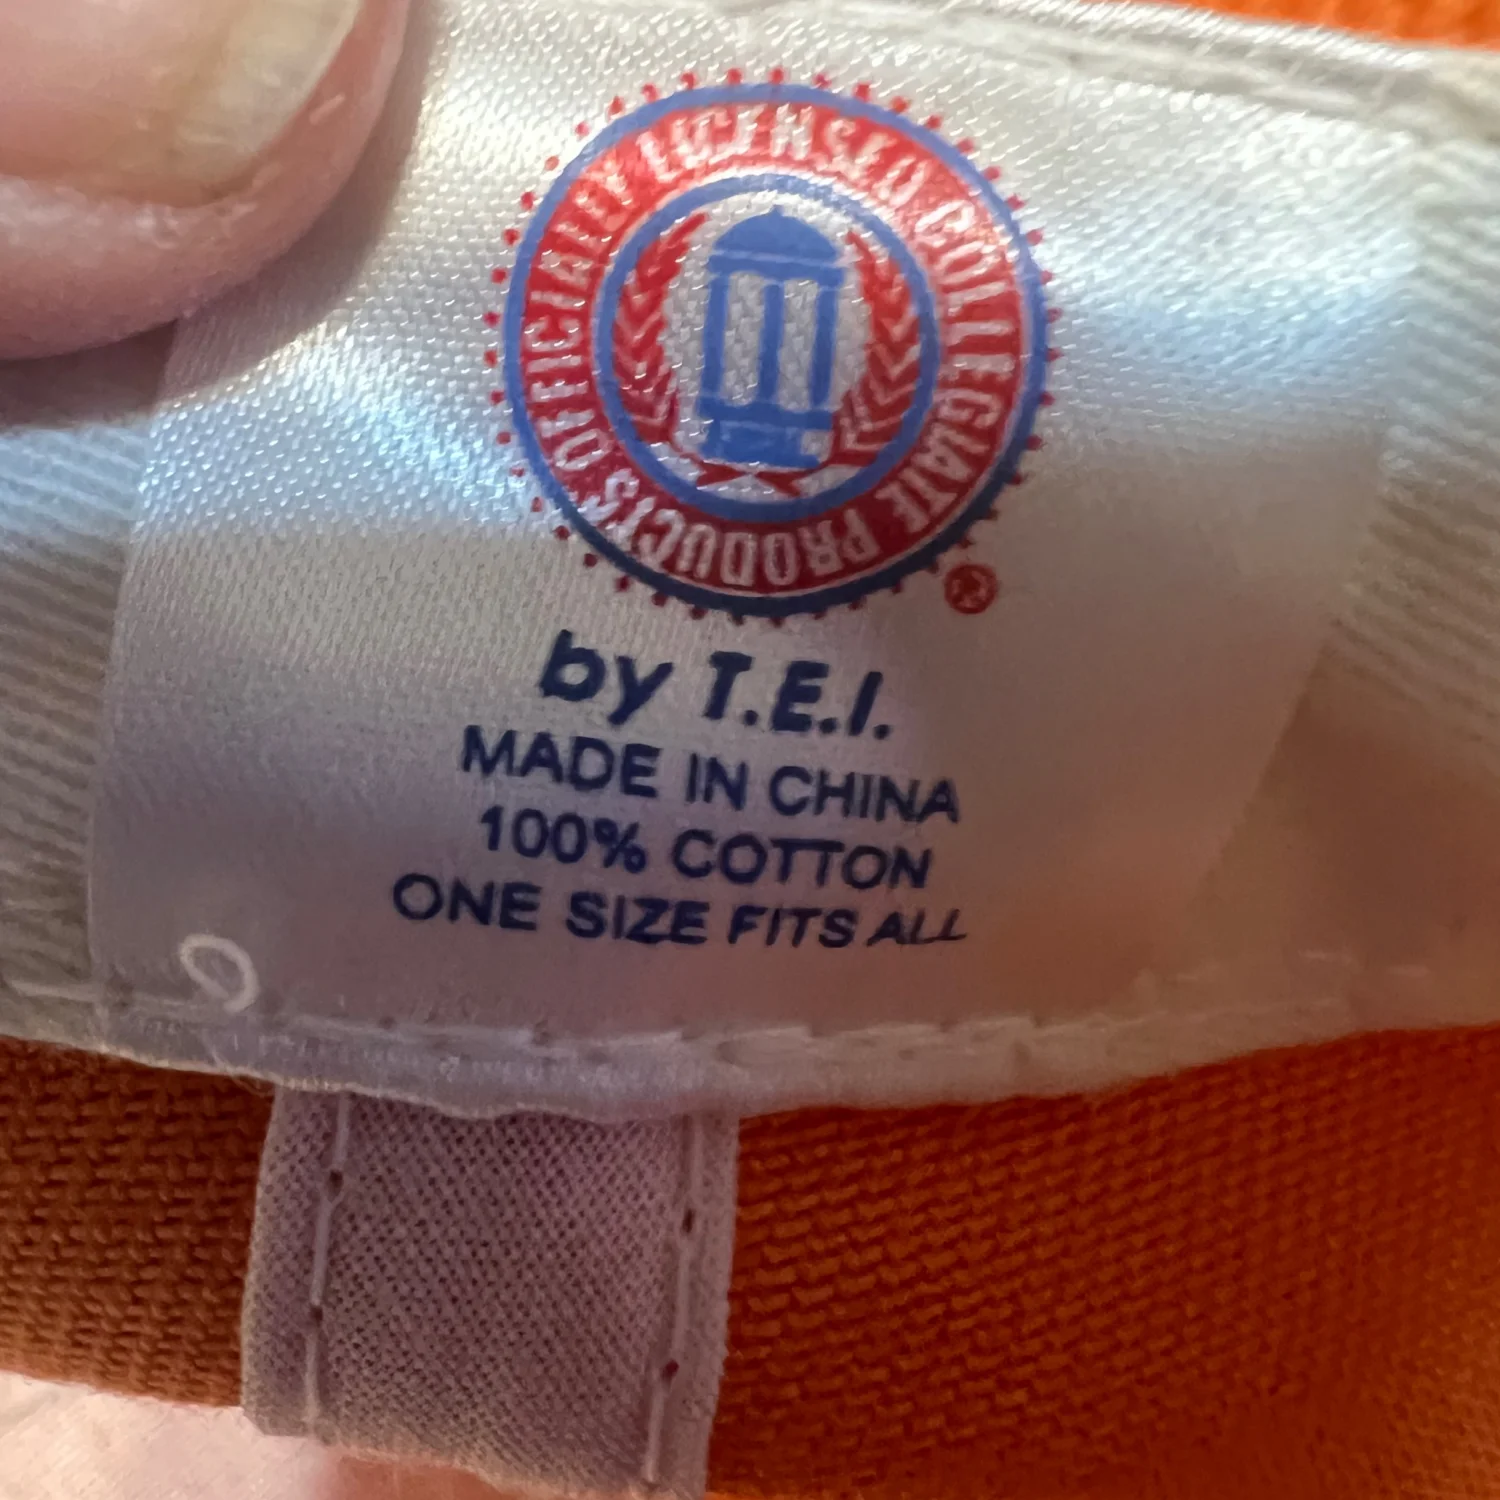 OFFICIALLY LICENSED COLLEGIATE PRODUCTS
®
by T.E.I.
MADE IN CHINA
100% COTTON
ONE SIZE FITS ALL